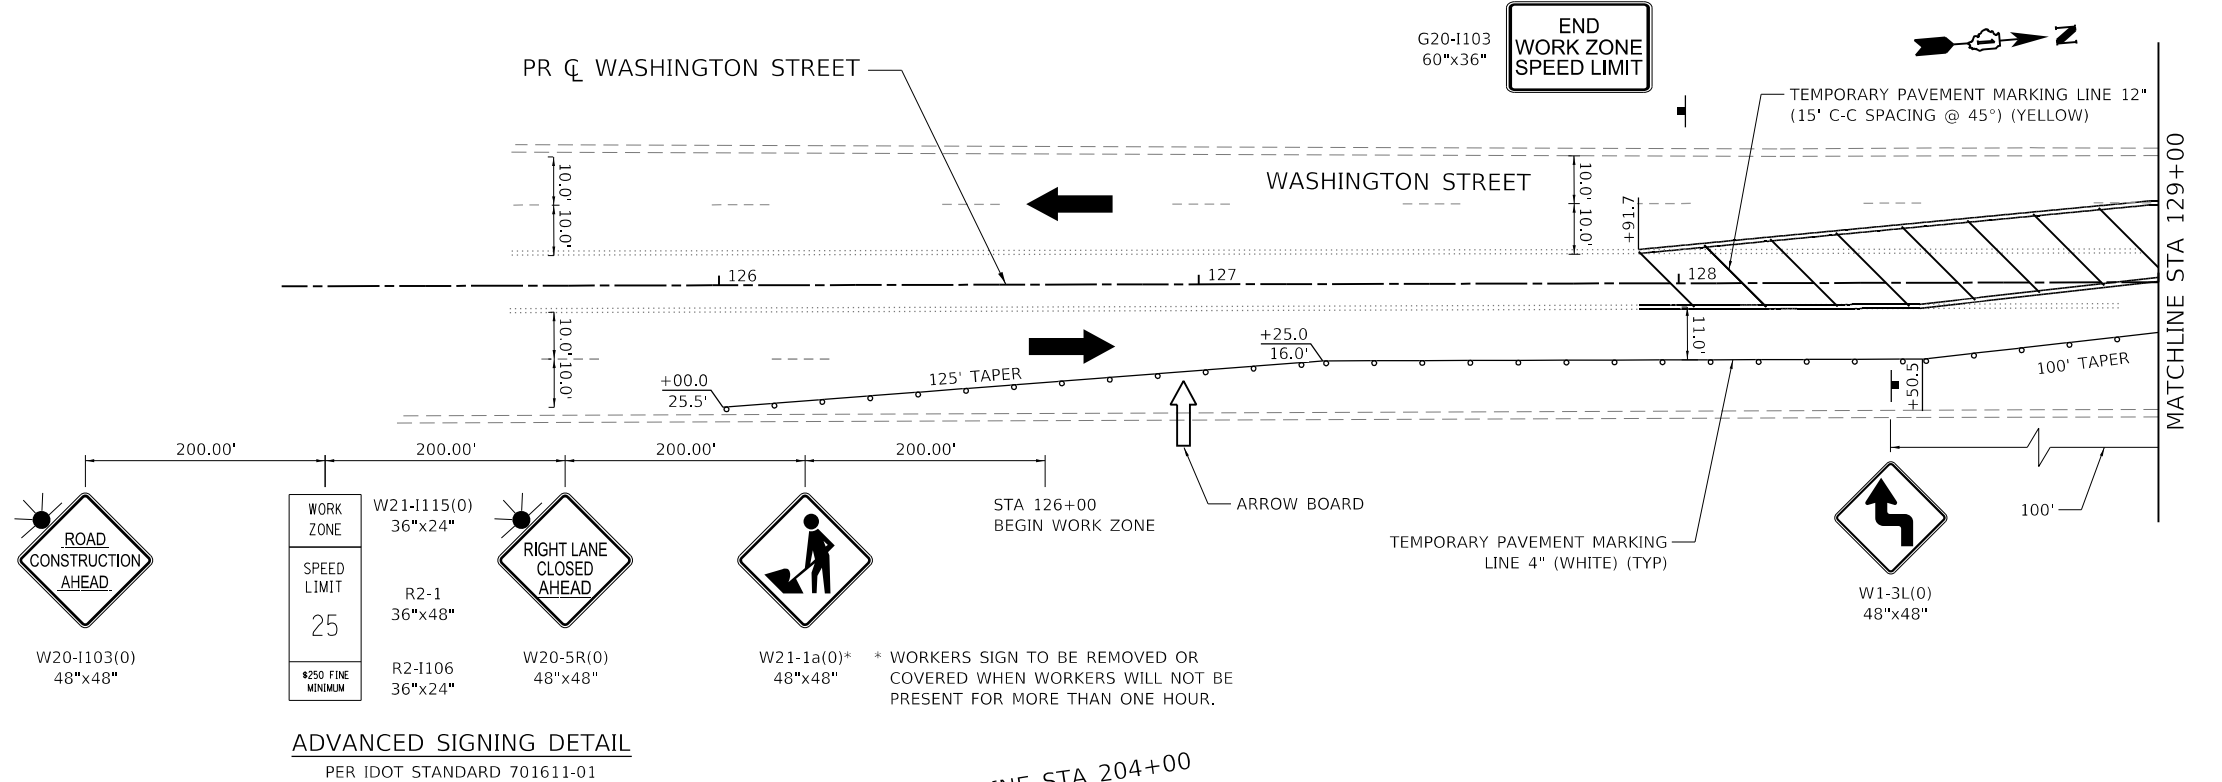 G20-I103
60"x36"
END
WORK ZONE
SPEED LIMIT
N
PR ℄ WASHINGTON STREET
TEMPORARY PAVEMENT MARKING LINE 12"
(15' C-C SPACING @ 45°) (YELLOW)
WASHINGTON STREET
10.0'
10.0'
10.0'
10.0'
+91.7
126
127
128
MATCHLINE STA 129+00
10.0'
10.0'
11.0'
+00.0
25.5'
125' TAPER
+25.0
16.0'
+50.5
100' TAPER
200.00'
200.00'
200.00'
200.00'
STA 126+00
BEGIN WORK ZONE
ARROW BOARD
TEMPORARY PAVEMENT MARKING
LINE 4" (WHITE) (TYP)
100'
ROAD
CONSTRUCTION
AHEAD
W20-I103(0)
48"x48"
WORK
ZONE
SPEED
LIMIT
25
$250 FINE
MINIMUM
W21-I115(0)
36"x24"
R2-1
36"x48"
R2-I106
36"x24"
RIGHT LANE
CLOSED
AHEAD
W20-5R(0)
48"x48"
W21-1a(0)*
48"x48"
* WORKERS SIGN TO BE REMOVED OR
COVERED WHEN WORKERS WILL NOT BE
PRESENT FOR MORE THAN ONE HOUR.
W1-3L(0)
48"x48"
ADVANCED SIGNING DETAIL
PER IDOT STANDARD 701611-01
STA 204+00